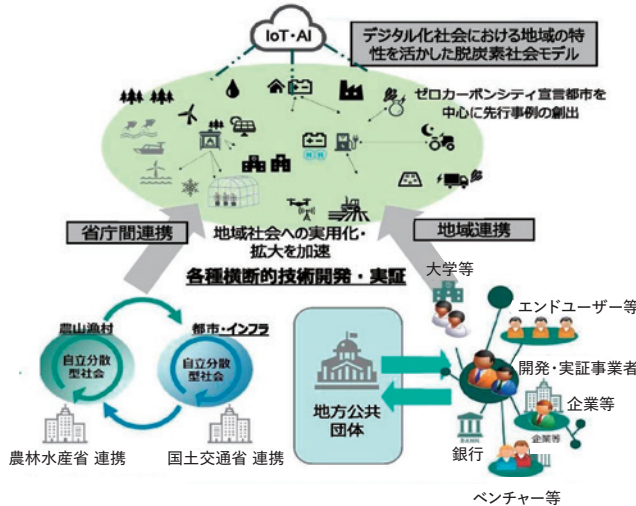 IoT・AI
デジタル化社会における地域の特
性を活かした脱炭素社会モデル
ゼロカーボンシティ宣言都市を
中心に先行事例の創出
省庁間連携
地域社会への実用化・
拡大を加速
地域連携
各種横断的技術開発・実証
大学等
農山漁村
自立分散
型社会
都市・インフラ
自立分散
型社会
農林水産省 連携
国土交通省 連携
地方公共
団体
エンドユーザー等
開発・実証事業者
企業等
企業等
BANK
銀行
ベンチャー等